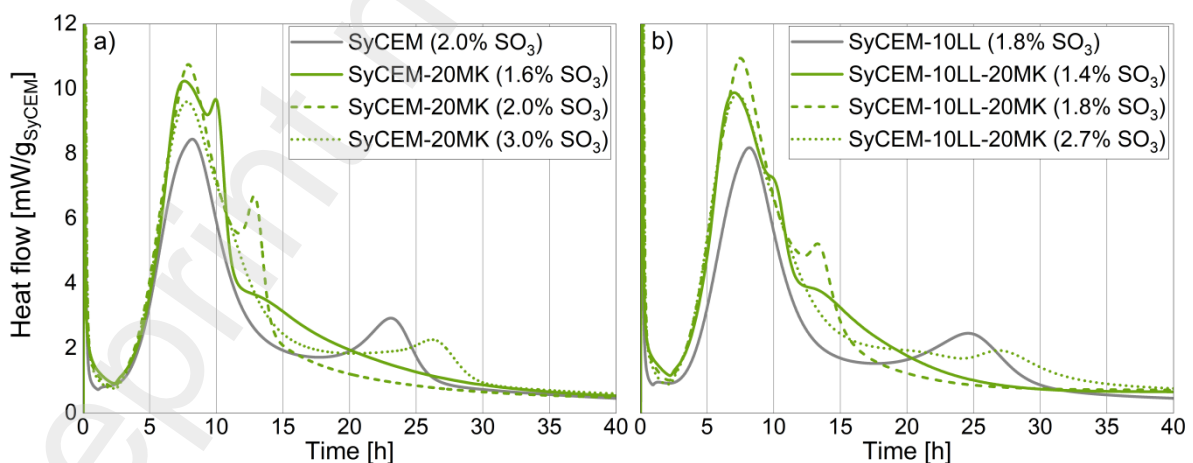 a)
SyCEM (2.0% SO₃)
SyCEM-20MK (1.6% SO₃)
SyCEM-20MK (2.0% SO₃)
SyCEM-20MK (3.0% SO₃)
12
10
8
6
4
2
0
Heat flow [mW/gSyCEM]
0 5 10 15 20 25 30 35 40
Time [h]
b)
SyCEM-10LL (1.8% SO₃)
SyCEM-10LL-20MK (1.4% SO₃)
SyCEM-10LL-20MK (1.8% SO₃)
SyCEM-10LL-20MK (2.7% SO₃)
0 5 10 15 20 25 30 35 40
Time [h]
eprint n